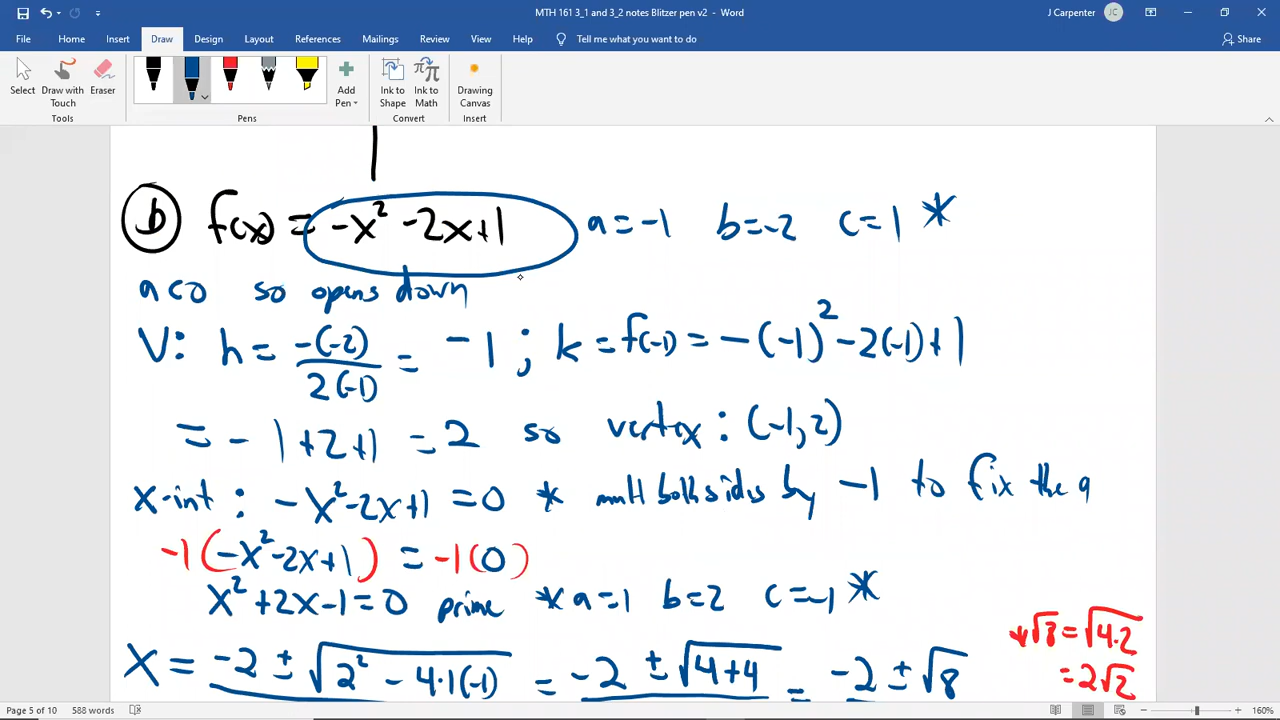 MTH 161 3_1 and 3_2 notes Blitzer pen v2 - Word
J Carpenter JC
File Home Insert Draw Design Layout References Mailings Review View Help Tell me what you want to do Share
Select Draw with Touch Eraser
Add Pen Ink to Shape Ink to Math Drawing Canvas
Tools Pens Convert Insert
b f(x) = -x² -2x+1 a=-1 b=-2 c=1 *
a<0 so opens down
V: h = -(-2)/2(-1) = -1 ; k = f(-1) = -(-1)² -2(-1)+1
= -1+2+1 = 2 so vertex: (-1,2)
x-int: -x²-2x+1 = 0 * mult both sides by -1 to fix the a
-1(-x²-2x+1) = -1(0)
x²+2x-1=0 prime *a=1 b=2 c=-1 *
*√8 = √4·2
= 2√2
X = -2 ± √2² - 4·1(-1) = -2 ± √4+4 = -2 ± √8
Page 5 of 10 588 words 160%